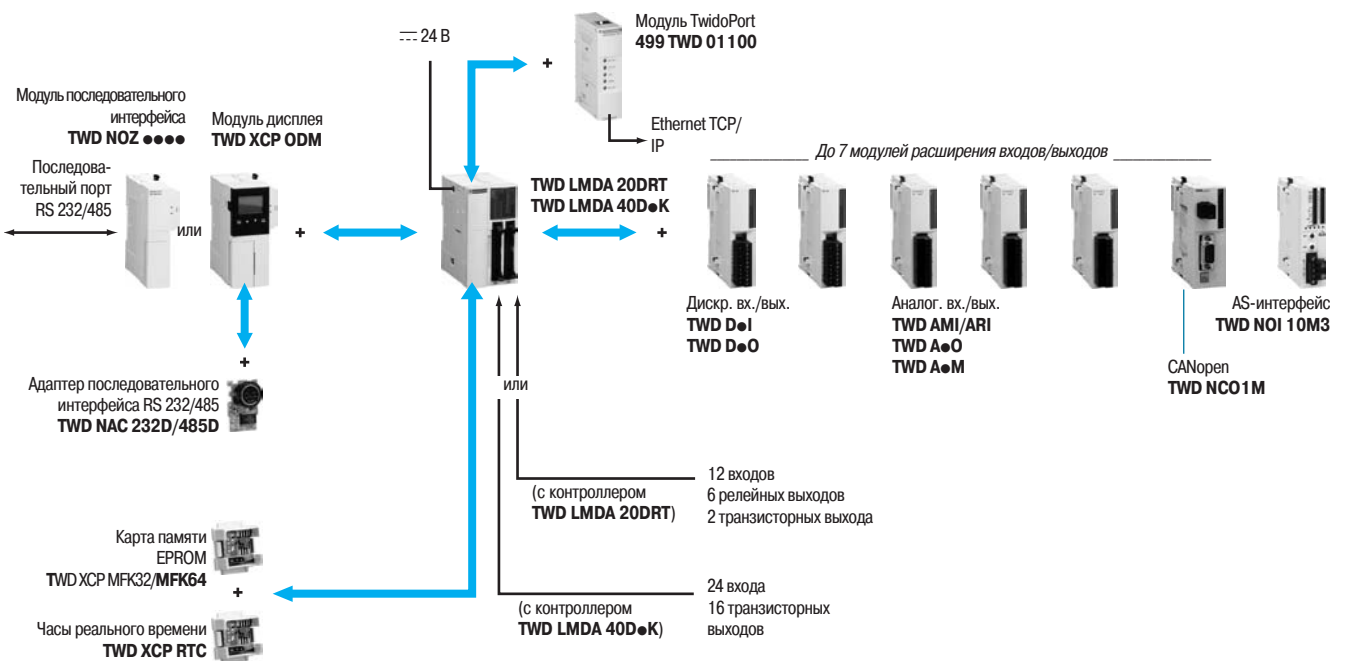 Модуль TwidoPort
499 TWD 01100
24 В
Модуль последовательного
интерфейса
TWD NOZ ●●●●
Модуль дисплея
TWD XCP ODM
Ethernet TCP/
IP
До 7 модулей расширения входов/выходов
Последова-
тельный порт
RS 232/485
или
+
+
TWD LMDA 20DRT
TWD LMDA 40D●K
+
Дискр. вх./вых.
TWD D●I
TWD D●O
Аналог. вх./вых.
TWD AMI/ARI
TWD A●O
TWD A●M
CANopen
TWD NCO1M
AS-интерфейс
TWD NOI 10M3
+
Адаптер последовательного
интерфейса RS 232/485
TWD NAC 232D/485D
или
(с контроллером
TWD LMDA 20DRT)
12 входов
6 релейных выходов
2 транзисторных выхода
Карта памяти
EPROM
TWD XCP MFK32/MFK64
+
Часы реального времени
TWD XCP RTC
(с контроллером
TWD LMDA 40D●K)
24 входа
16 транзисторных
выходов